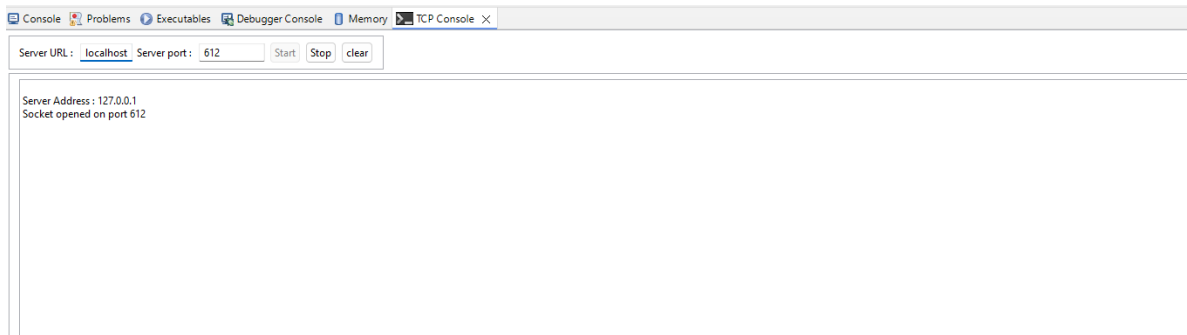 Console Problems Executables Debugger Console Memory TCP Console
Server URL : localhost Server port : 612 Start Stop clear
Server Address : 127.0.0.1
Socket opened on port 612